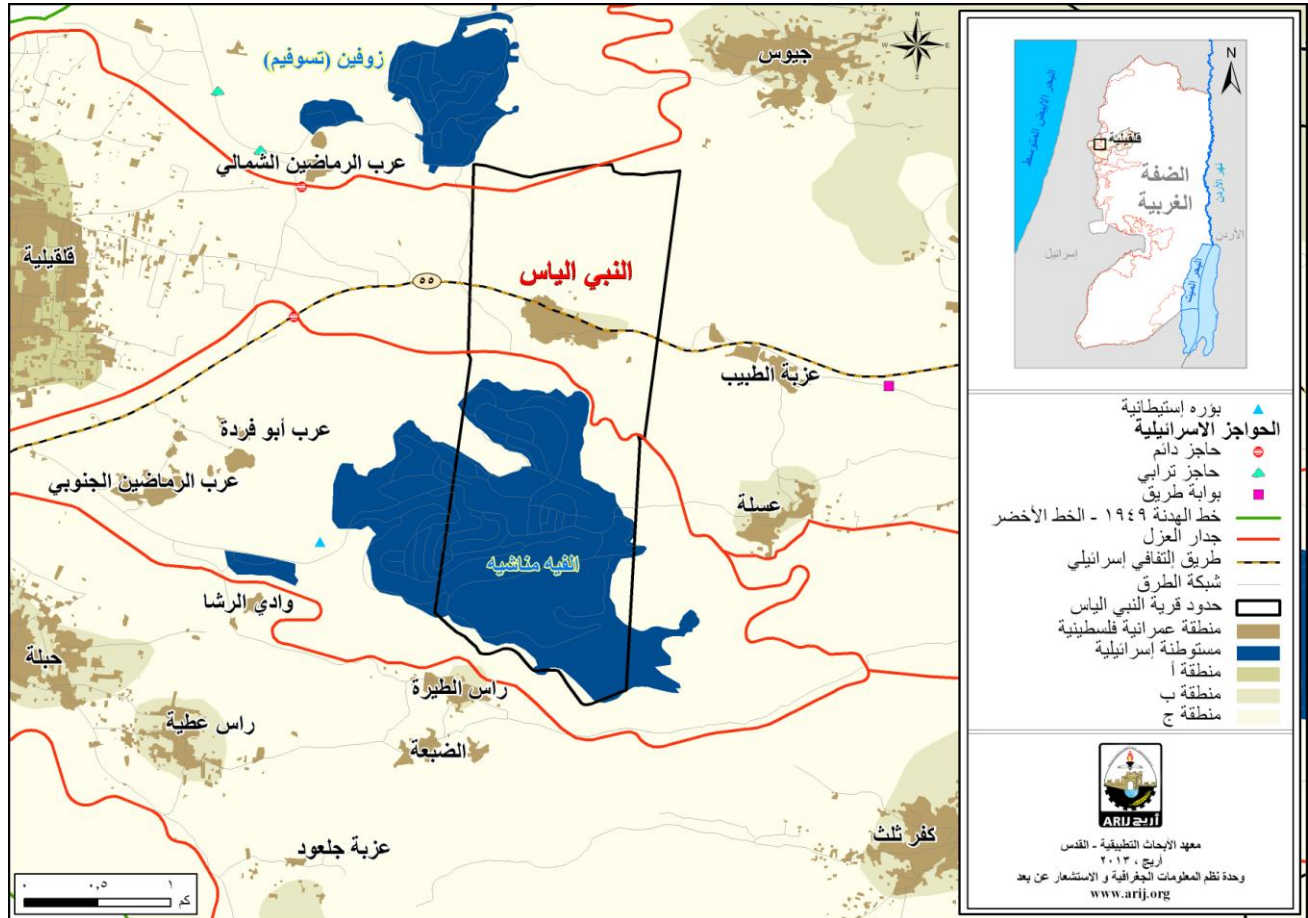 زوفين (تسوفيم)
جيوس
عرب الرماضين الشمالي
قلقيلية
النبي الياس
٥٥
عزبة الطبيب
عرب أبو فردة
عرب الرماضين الجنوبي
عسلة
الفيه مناشيه
وادي الرشا
حبلة
راس الطيرة
راس عطية
الضبعة
كفر ثلث
عزبة جلعود
٠ ٠,٥ ١
كم
N
W E
S
N
البحر الأبيض المتوسط
قلقيلية
الضفة
الغربية
نهر الأردن
الأردن
إسرائيل
البحر الميت
بؤره إستيطانية
الحواجز الاسرائيلية
حاجز دائم
حاجز ترابي
بوابة طريق
خط الهدنة ١٩٤٩ - الخط الأخضر
جدار العزل
طريق إلتفافي إسرائيلي
شبكة الطرق
حدود قرية النبي الياس
منطقة عمرانية فلسطينية
مستوطنة إسرائيلية
منطقة أ
منطقة ب
منطقة ج
ARIJ أريج
معهد الأبحاث التطبيقية - القدس
أريج ، ٢٠١٣
وحدة نظم المعلومات الجغرافية و الاستشعار عن بعد
www.arij.org